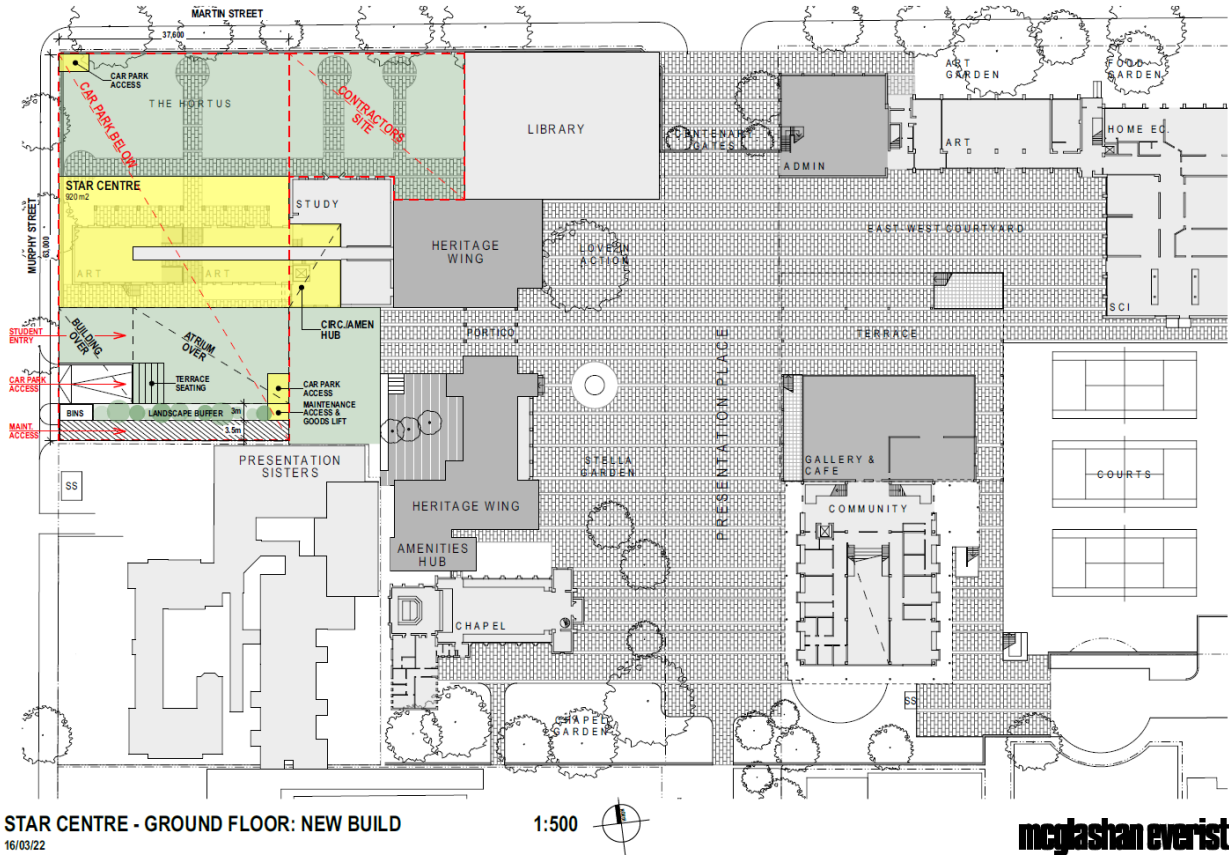 MARTIN STREET
37,600
CAR PARK
ACCESS
ART
GARDEN
FOOD
GARDEN
THE HORTUS
CAR PARK BELOW
CONTRACTORS
SITE
LIBRARY
CENTENARY
GATES
ADMIN
ART
HOME EC.
STAR CENTRE
920 m2
STUDY
MURPHY STREET
63,000
HERITAGE
WING
LOVE IN
ACTION
EAST-WEST COURTYARD
ART
ART
SCI
STUDENT
ENTRY
BUILDING
OVER
ATRIUM
OVER
CIRC./AMEN
HUB
PORTICO
TERRACE
CAR PARK
ACCESS
TERRACE
SEATING
CAR PARK
ACCESS
BINS
LANDSCAPE BUFFER
3m
MAINTENANCE
ACCESS &
GOODS LIFT
MAINT.
ACCESS
3.5m
PRESENTATION PLACE
PRESENTATION
SISTERS
SS
STELLA
GARDEN
GALLERY &
CAFE
COURTS
HERITAGE WING
COMMUNITY
AMENITIES
HUB
CHAPEL
SS
CHAPEL
GARDEN
STAR CENTRE - GROUND FLOOR: NEW BUILD
1:500
16/03/22
mcglashan everist